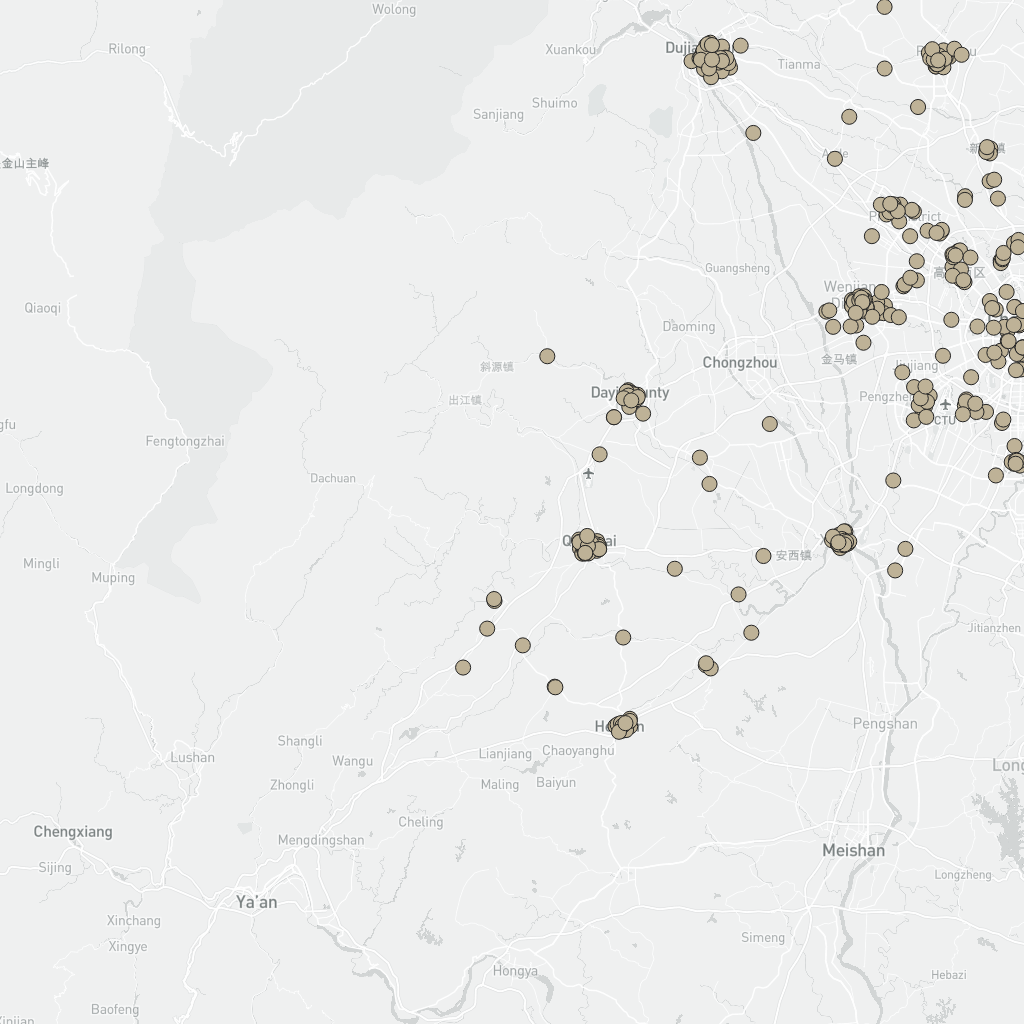 Wolong
Rilong
Xuankou
Tianma
Shuimo
Sanjiang
金山主峰
Guangsheng
Qiaoqi
Wenjiang
Daoming
金马镇
Chongzhou
斜源镇
Jiujiang
出江镇
Fengtongzhai
CTU
Dachuan
Longdong
安西镇
Mingli
Muping
Jitianzhen
Pengshan
Shangli
Lianjiang
Chaoyanghu
Lushan
Wangu
Zhongli
Maling
Baiyun
Cheling
Chengxiang
Mengdingshan
Meishan
Sijing
Longzheng
Ya'an
Xinchang
Simeng
Xingye
Hongya
Hebazi
Baofeng